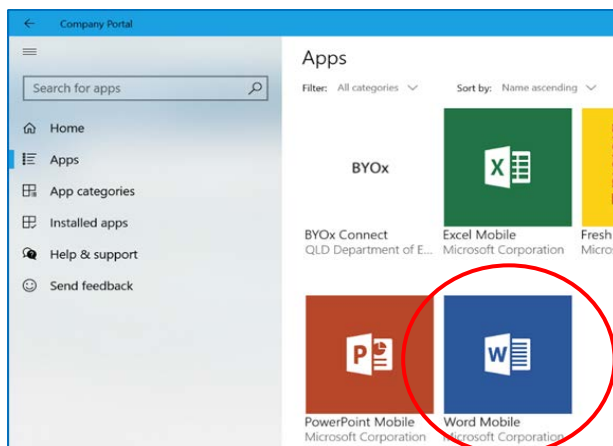 Company Portal
Search for apps
Home
Apps
App categories
Installed apps
Help & support
Send feedback
Apps
Filter: All categories
Sort by: Name ascending
BYOx
BYOx Connect
QLD Department of E...
X
Excel Mobile
Microsoft Corporation
Fresh
Micros
P
PowerPoint Mobile
Microsoft Corporation
W
Word Mobile
Microsoft Corporation